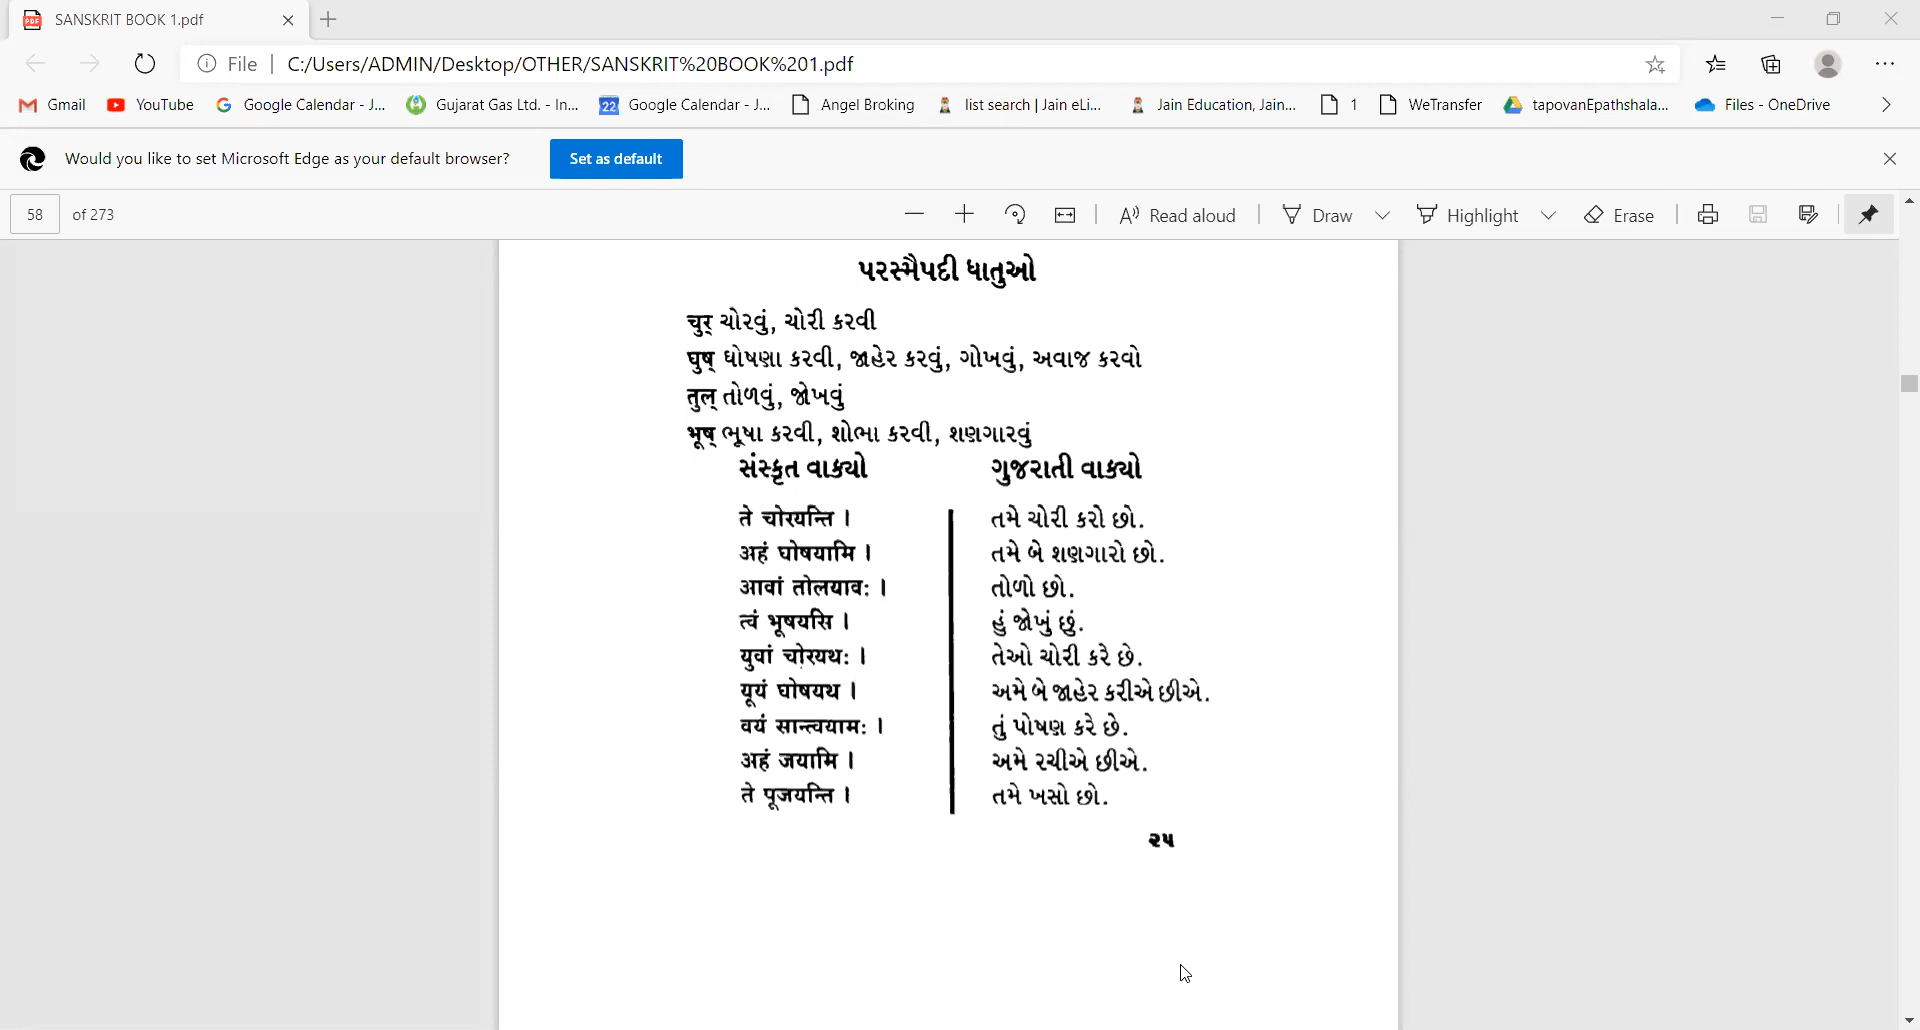 SANSKRIT BOOK 1.pdf
File | C:/Users/ADMIN/Desktop/OTHER/SANSKRIT%20BOOK%201.pdf
Gmail YouTube Google Calendar - J... Gujarat Gas Ltd. - In... Google Calendar - J... Angel Broking list search | Jain eLi... Jain Education, Jain... 1 WeTransfer tapovanEpathshala... Files - OneDrive
Would you like to set Microsoft Edge as your default browser? Set as default
58 of 273 Read aloud Draw Highlight Erase
પરસ્મૈપદી ધાતુઓ
चुर् ચોરવું, ચોરી કરવી
घुष् ઘોષણા કરવી, જાહેર કરવું, ગોખવું, અવાજ કરવો
तुल् તોળવું, જોખવું
भूष् ભૂષા કરવી, શોભા કરવી, શણગારવું
સંસ્કૃત વાક્યો ગુજરાતી વાક્યો
ते चोरयन्ति । તમે ચોરી કરો છો.
अहं घोषयामि । તમે બે શણગારો છો.
आवां तोलयावः । તોળો છો.
त्वं भूषयसि । હું જોખું છું.
युवां चोरयथः । તેઓ ચોરી કરે છે.
यूयं घोषयथ । અમે બે જાહેર કરીએ છીએ.
वयं सान्त्वयामः । તું પોષણ કરે છે.
अहं जयामि । અમે રચીએ છીએ.
ते पूजयन्ति । તમે ખસો છો.
૨૫